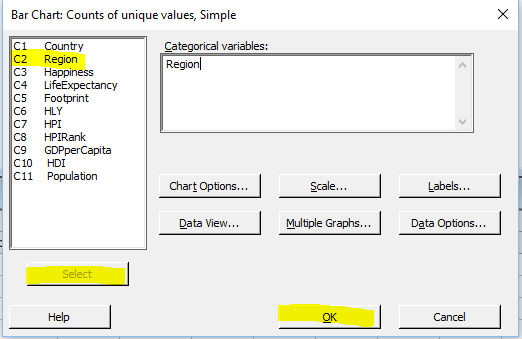 Bar Chart: Counts of unique values, Simple
C1 Country
C2 Region
C3 Happiness
C4 LifeExpectancy
C5 Footprint
C6 HLY
C7 HPI
C8 HPIRank
C9 GDPperCapita
C10 HDI
C11 Population
Categorical variables:
Region
Chart Options... Scale... Labels...
Data View... Multiple Graphs... Data Options...
Select
Help OK Cancel